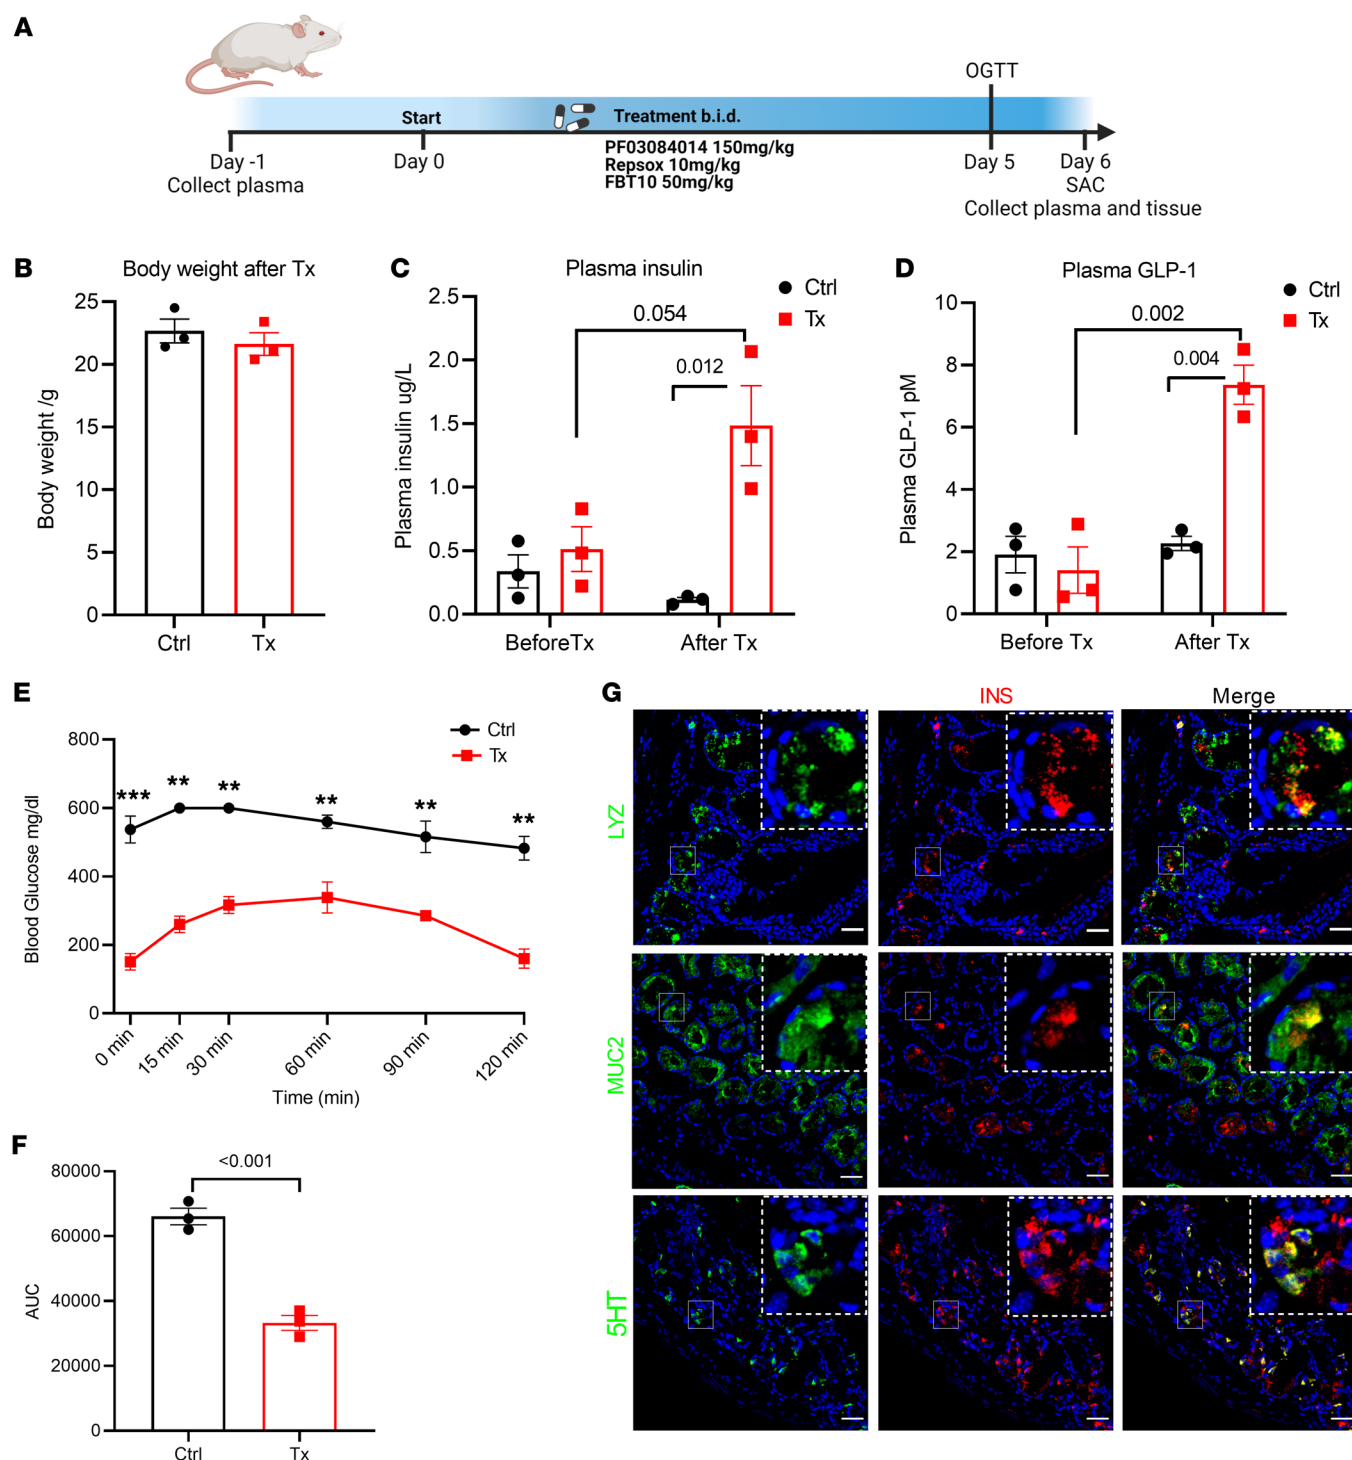 A
OGTT
Start
Treatment b.i.d.
Day -1
Collect plasma
Day 0
PF03084014 150mg/kg
Repsox 10mg/kg
FBT10 50mg/kg
Day 5
Day 6
SAC
Collect plasma and tissue
B
Body weight after Tx
Body weight /g
25
20
15
10
5
0
Ctrl
Tx
C
Plasma insulin
Ctrl
Tx
Plasma insulin ug/L
2.5
2.0
1.5
1.0
0.5
0.0
0.054
0.012
BeforeTx
After Tx
D
Plasma GLP-1
Ctrl
Tx
Plasma GLP-1 pM
10
8
6
4
2
0
0.002
0.004
Before Tx
After Tx
E
Ctrl
Tx
Blood Glucose mg/dl
800
600
400
200
0
***
**
**
**
**
**
0 min
15 min
30 min
60 min
90 min
120 min
Time (min)
F
AUC
80000
60000
40000
20000
0
<0.001
Ctrl
Tx
G
INS
Merge
LYZ
MUC2
5HT